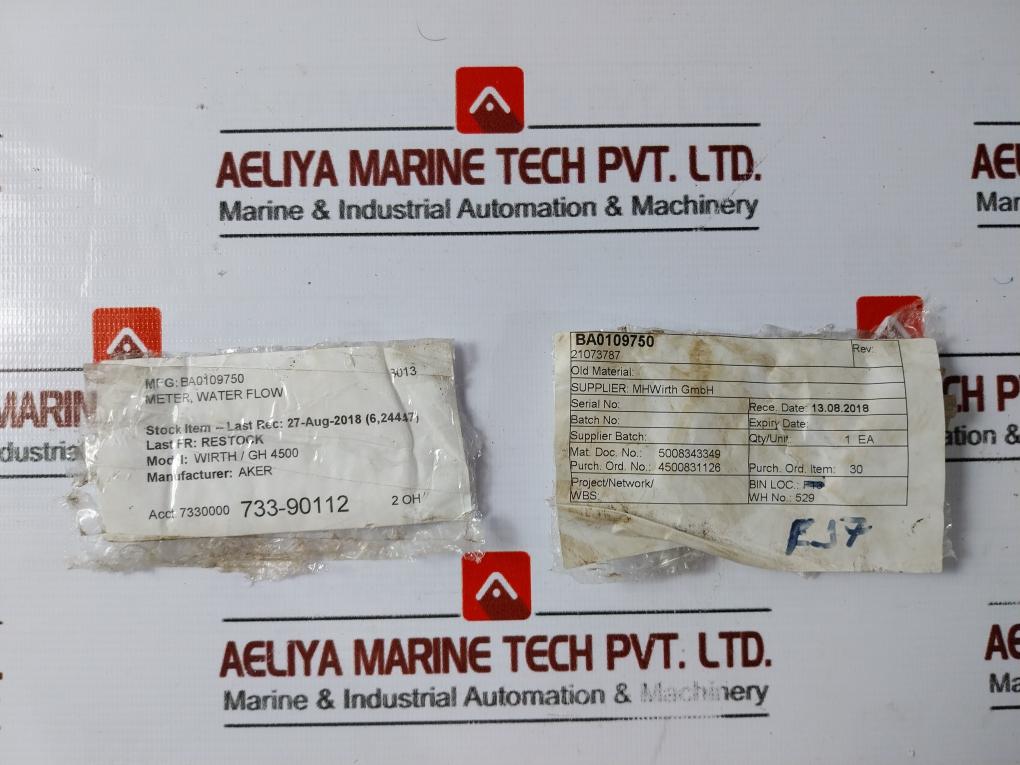 AELIYA MARINE TECH PVT. LTD.
Marine & Industrial Automation & Machinery
MFG: BA0109750
METER, WATER FLOW
Stock Item – Last Rec: 27-Aug-2018
Last FR: RESTOCK
Model: WIRTH / GH 4500
Manufacturer: AKER
Acct: 7330000 733-90112 2 OH
BA0109750
21073787
Rev:
Old Material:
SUPPLIER: MHWirth GmbH
Serial No:
Rece. Date: 13.08.2018
Batch No:
Expiry Date:
Supplier Batch:
Qty/Unit 1 EA
Mat. Doc. No.: 5008343349
Purch. Ord. No.: 4500831126
Purch. Ord. Item: 30
Project/Network/
WBS:
BIN LOC.:
WH No.: 529
AELIYA MARINE TECH PVT. LTD.
Marine & Industrial Automation & Machinery